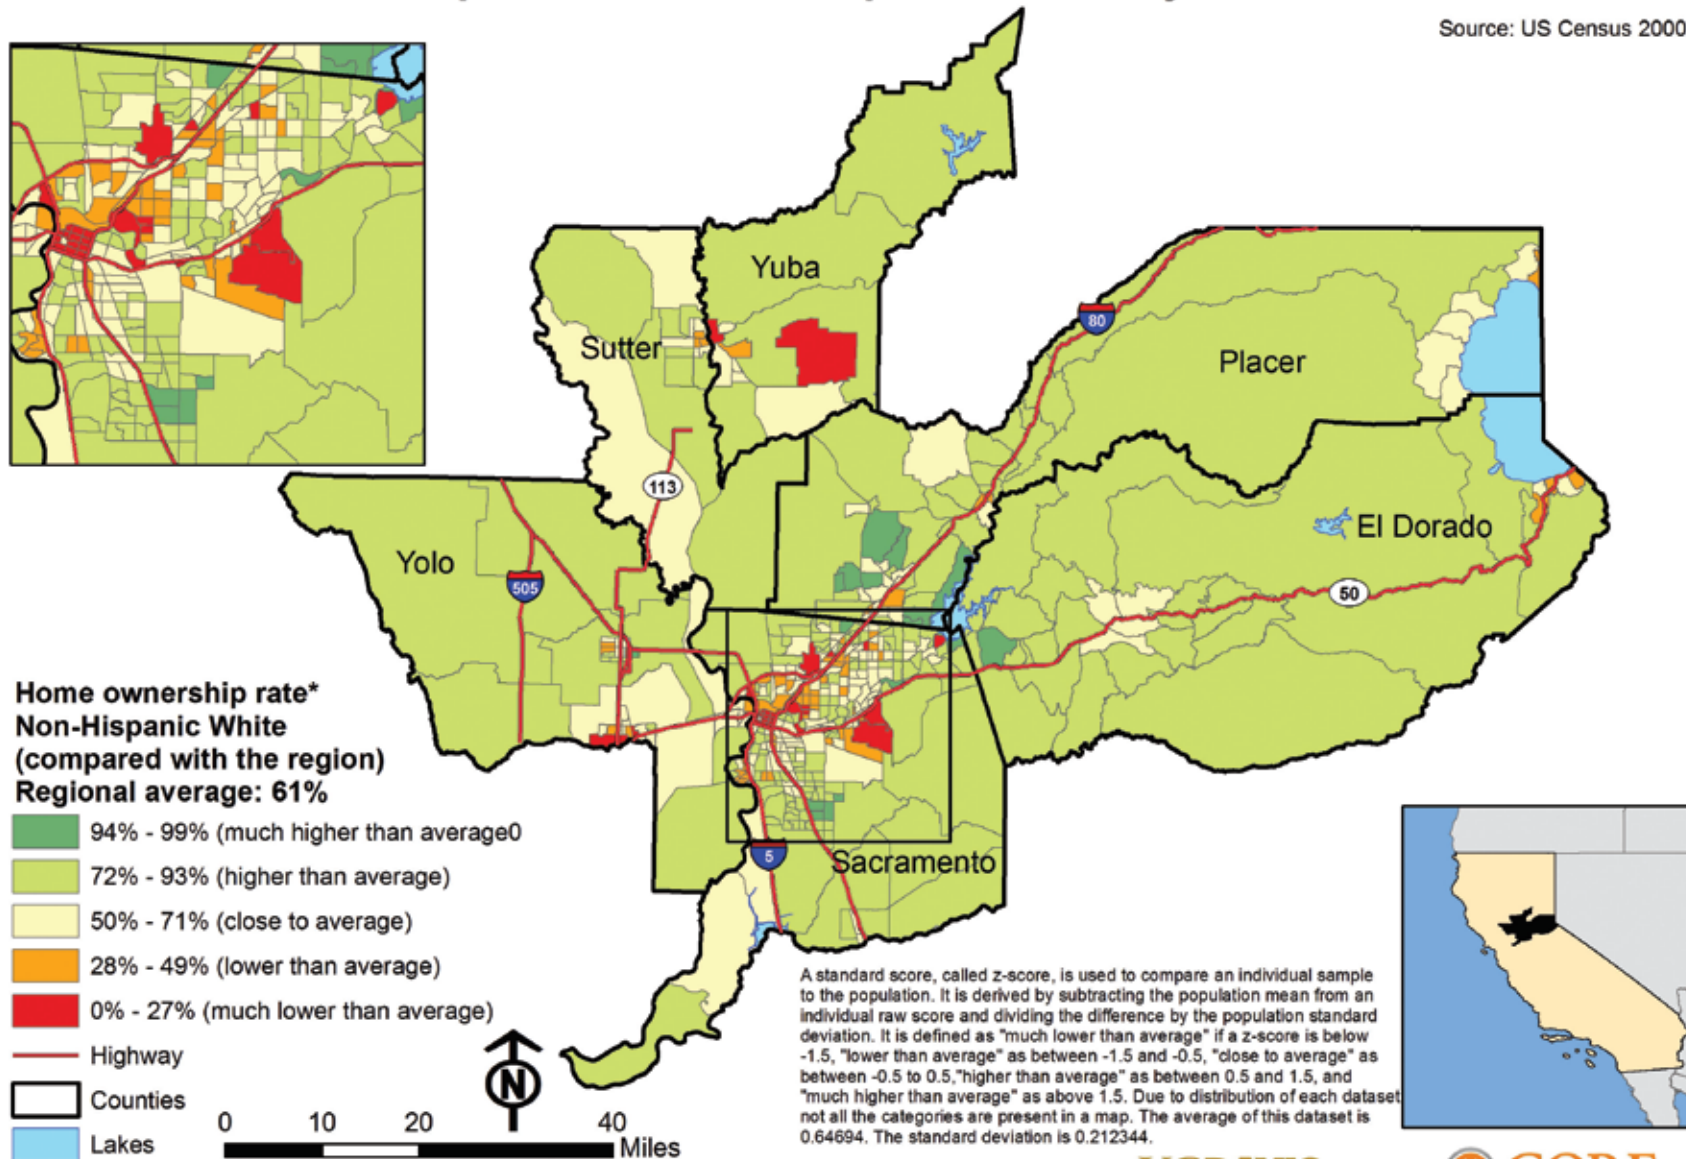 Source: US Census 2000
Yuba
Sutter
80
Placer
113
Yolo
505
El Dorado
50
Home ownership rate*
Non-Hispanic White
(compared with the region)
Regional average: 61%
94% - 99% (much higher than average0
72% - 93% (higher than average)
50% - 71% (close to average)
28% - 49% (lower than average)
0% - 27% (much lower than average)
Highway
Counties
Lakes
5
Sacramento
N
0 10 20 40
Miles
A standard score, called z-score, is used to compare an individual sample
to the population. It is derived by subtracting the population mean from an
individual raw score and dividing the difference by the population standard
deviation. It is defined as "much lower than average" if a z-score is below
-1.5, "lower than average" as between -1.5 and -0.5, "close to average" as
between -0.5 to 0.5,"higher than average" as between 0.5 and 1.5, and
"much higher than average" as above 1.5. Due to distribution of each dataset
not all the categories are present in a map. The average of this dataset is
0.64694. The standard deviation is 0.212344.